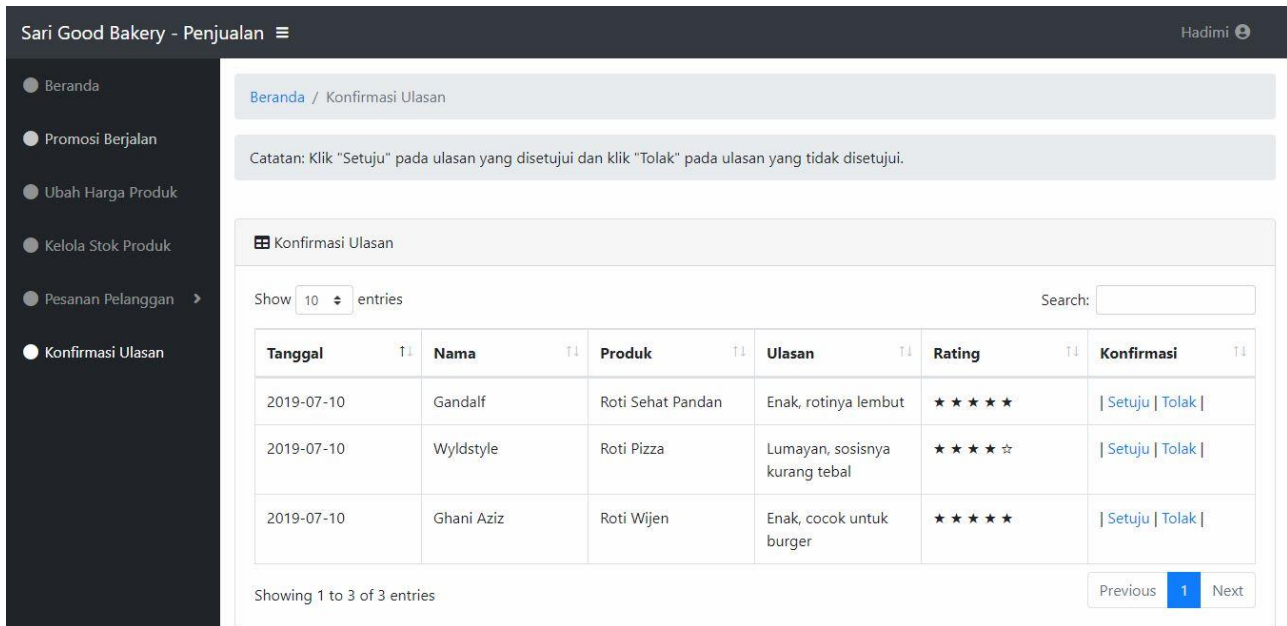 Sari Good Bakery - Penjualan
Hadimi
Beranda
Promosi Berjalan
Ubah Harga Produk
Kelola Stok Produk
Pesanan Pelanggan
Konfirmasi Ulasan
Beranda / Konfirmasi Ulasan
Catatan: Klik "Setuju" pada ulasan yang disetujui dan klik "Tolak" pada ulasan yang tidak disetujui.
Konfirmasi Ulasan
Show 10 entries Search:
Tanggal Nama Produk Ulasan Rating Konfirmasi
2019-07-10 Gandalf Roti Sehat Pandan Enak, rotinya lembut ★★★★★ | Setuju | Tolak |
2019-07-10 Wyldstyle Roti Pizza Lumayan, sosisnya ★★★★☆ | Setuju | Tolak |
kurang tebal
2019-07-10 Ghani Aziz Roti Wijen Enak, cocok untuk ★★★★★ | Setuju | Tolak |
burger
Showing 1 to 3 of 3 entries Previous 1 Next